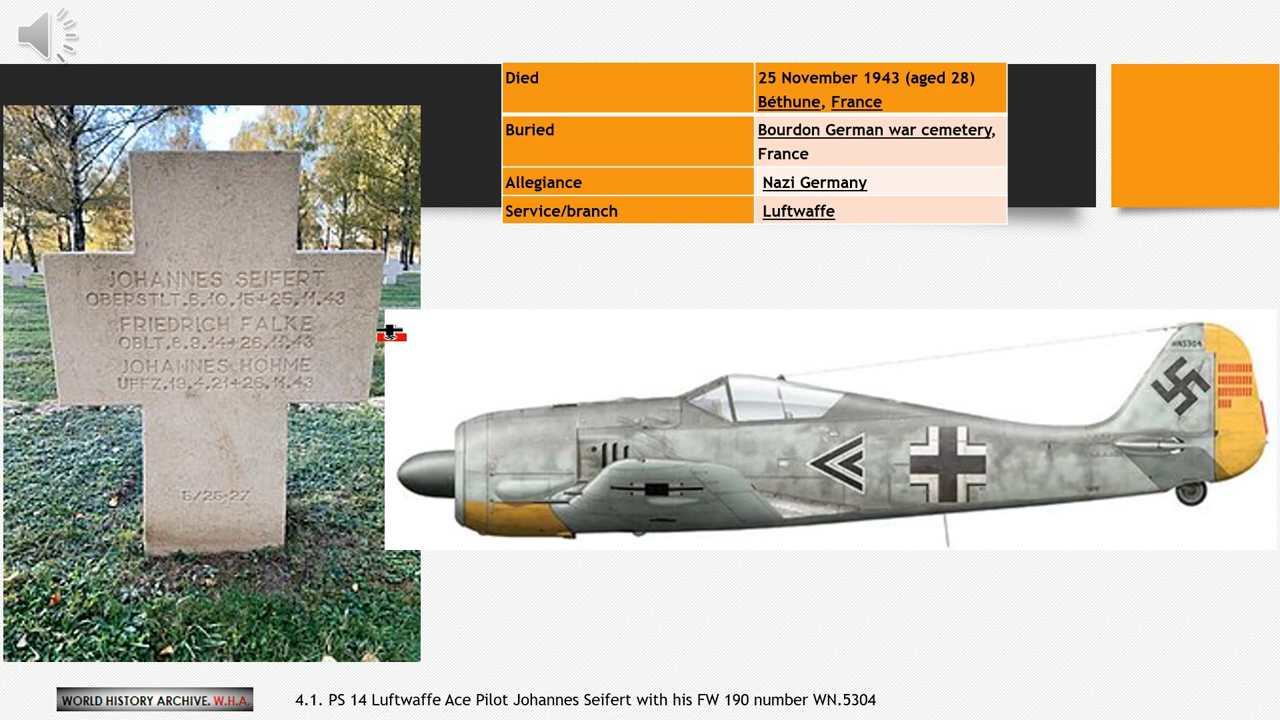 Died
25 November 1943 (aged 28)
Béthune, France
Buried
Bourdon German war cemetery,
France
Allegiance
Nazi Germany
Service/branch
Luftwaffe
JOHANNES SEIFERT
OBERSTLT. 6.10.15+25.11.43
FRIEDRICH FALKE
OBLT. 8.9.14+26.11.43
JOHANNES HÖHME
UFFZ. 19.4.21+26.11.43
5/26-27
WN5304
WORLD HISTORY ARCHIVE. W.H.A.
4.1. PS 14 Luftwaffe Ace Pilot Johannes Seifert with his FW 190 number WN.5304